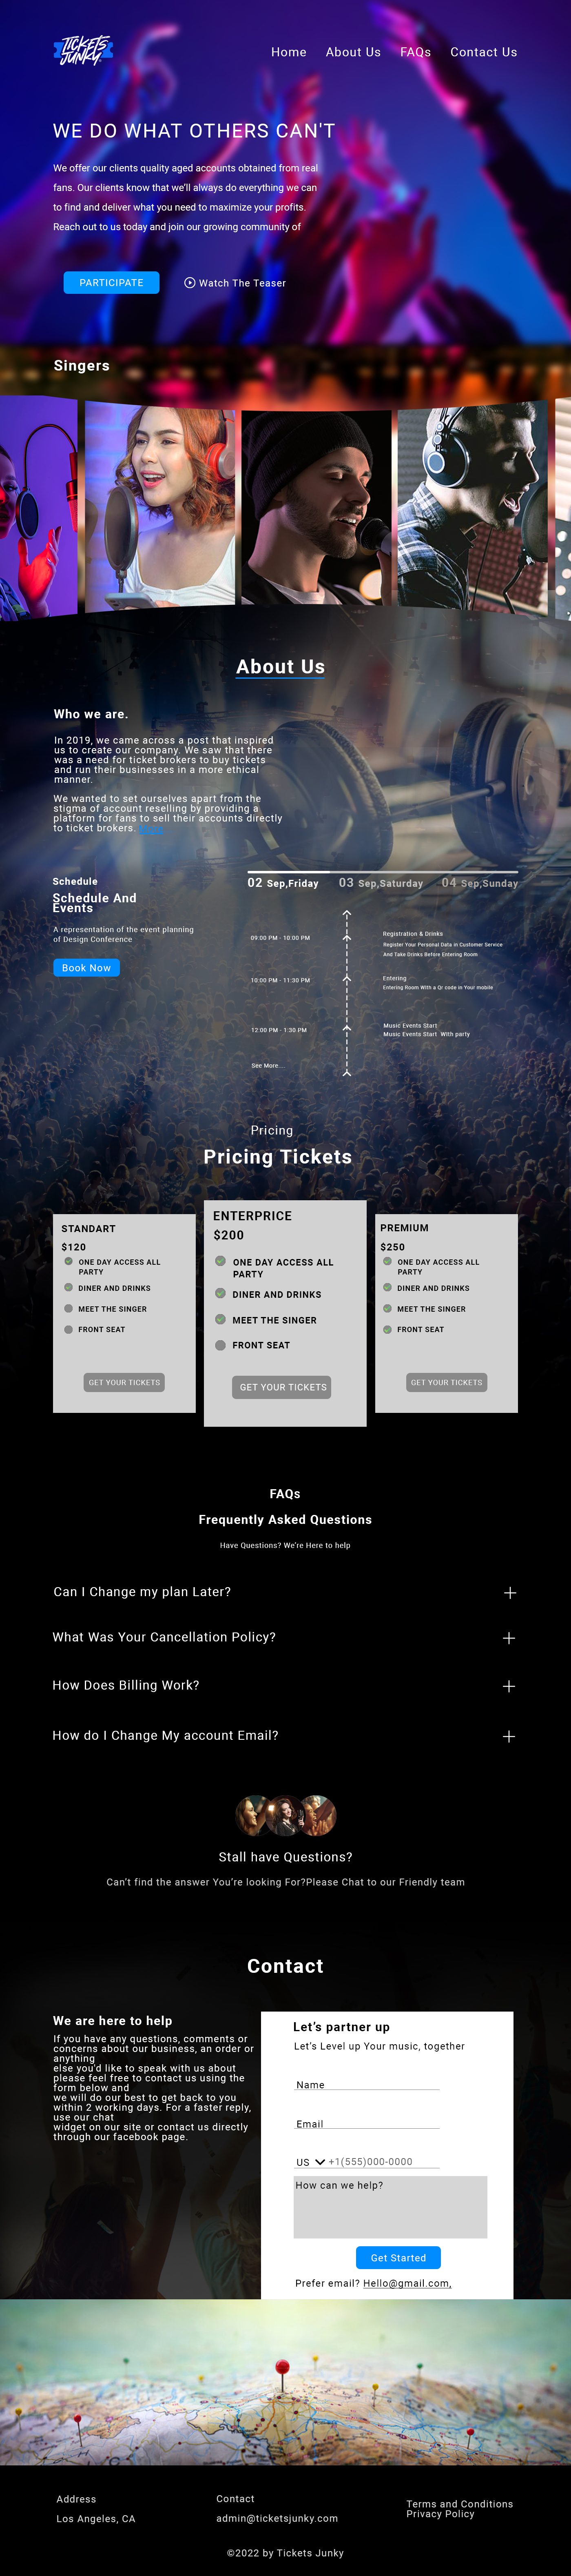 TICKETS
JUNKY
Home About Us FAQs Contact Us
WE DO WHAT OTHERS CAN'T
We offer our clients quality aged accounts obtained from real
fans. Our clients know that we'll always do everything we can
to find and deliver what you need to maximize your profits.
Reach out to us today and join our growing community of
PARTICIPATE
Watch The Teaser
Singers
About Us
Who we are.
In 2019, we came across a post that inspired
us to create our company. We saw that there
was a need for ticket brokers to buy tickets
and run their businesses in a more ethical
manner.
We wanted to set ourselves apart from the
stigma of account reselling by providing a
platform for fans to sell their accounts directly
to ticket brokers.
Schedule
Schedule And
Events
A representation of the event planning
of Design Conference
Book Now
02 Sep,Friday 03 Sep,Saturday 04 Sep,Sunday
09:00 PM - 10:00 PM
Registration & Drinks
Register Your Personal Data in Customer Service
And Take Drinks Before Entering Room
10:00 PM - 11:30 PM
Entering
Entering Room With a Qr code in Your mobile
12:00 PM - 1:30 PM
Music Events Start
Music Events Start With party
See More...
Pricing
Pricing Tickets
STANDART
$120
ONE DAY ACCESS ALL
PARTY
DINER AND DRINKS
MEET THE SINGER
FRONT SEAT
GET YOUR TICKETS
ENTERPRICE
$200
ONE DAY ACCESS ALL
PARTY
DINER AND DRINKS
MEET THE SINGER
FRONT SEAT
GET YOUR TICKETS
PREMIUM
$250
ONE DAY ACCESS ALL
PARTY
DINER AND DRINKS
MEET THE SINGER
FRONT SEAT
GET YOUR TICKETS
FAQs
Frequently Asked Questions
Have Questions? We're Here to help
Can I Change my plan Later?
What Was Your Cancellation Policy?
How Does Billing Work?
How do I Change My account Email?
Stall have Questions?
Can't find the answer You're looking For?Please Chat to our Friendly team
Contact
We are here to help
If you have any questions, comments or
concerns about our business, an order or
anything
else you'd like to speak with us about
please feel free to contact us using the
form below and
we will do our best to get back to you
within 2 working days. For a faster reply,
use our chat
widget on our site or contact us directly
through our facebook page.
Let's partner up
Let's Level up Your music, together
Name
Email
US +1(555)000-0000
How can we help?
Get Started
Prefer email? Hello@gmail.com,
Address
Los Angeles, CA
Contact
admin@ticketsjunky.com
Terms and Conditions
Privacy Policy
©2022 by Tickets Junky